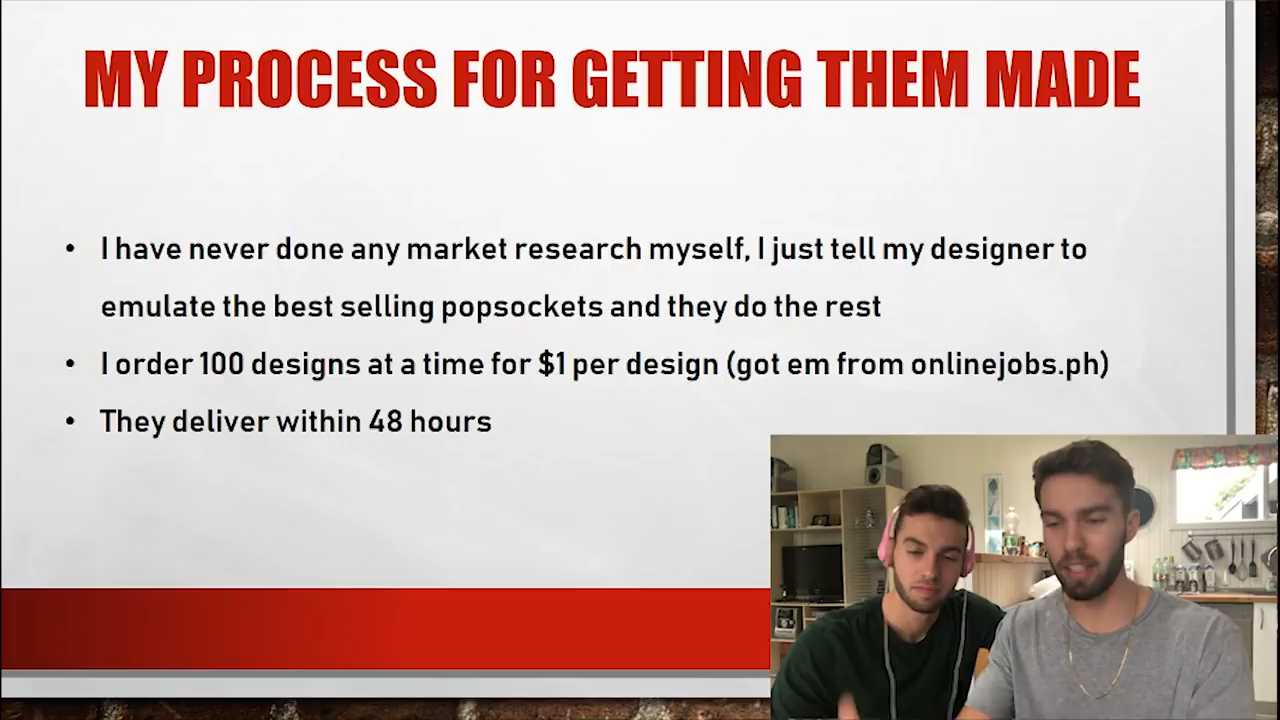 MY PROCESS FOR GETTING THEM MADE
• I have never done any market research myself, I just tell my designer to
emulate the best selling popsockets and they do the rest
• I order 100 designs at a time for $1 per design (got em from onlinejobs.ph)
• They deliver within 48 hours